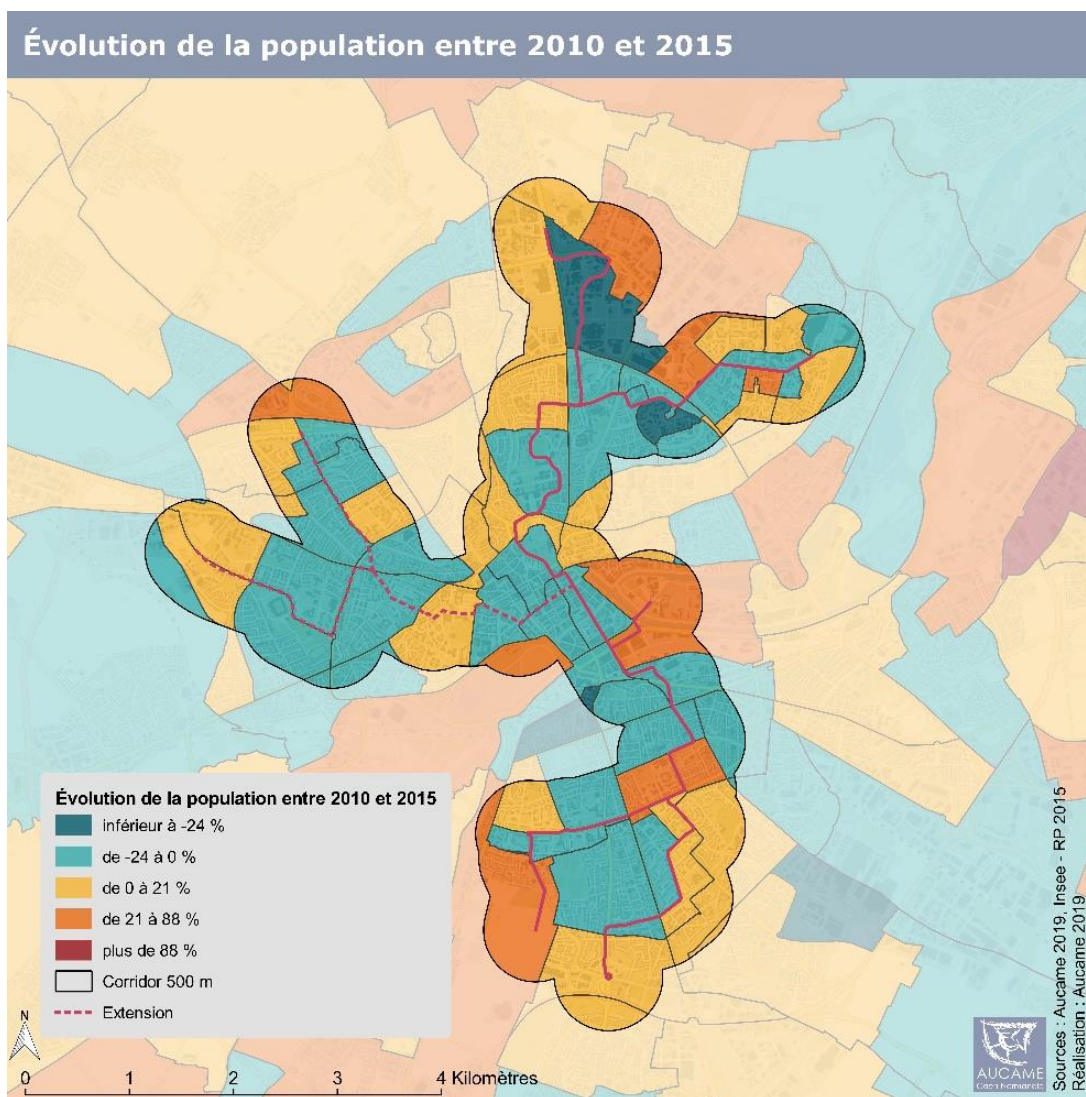 Évolution de la population entre 2010 et 2015
Évolution de la population entre 2010 et 2015
inférieur à -24 %
de -24 à 0 %
de 0 à 21 %
de 21 à 88 %
plus de 88 %
Corridor 500 m
Extension
N
0 1 2 3 4 Kilomètres
AUCAME
Caen Normandie
Sources : Aucame 2019, Insee - RP 2015
Réalisation : Aucame 2019